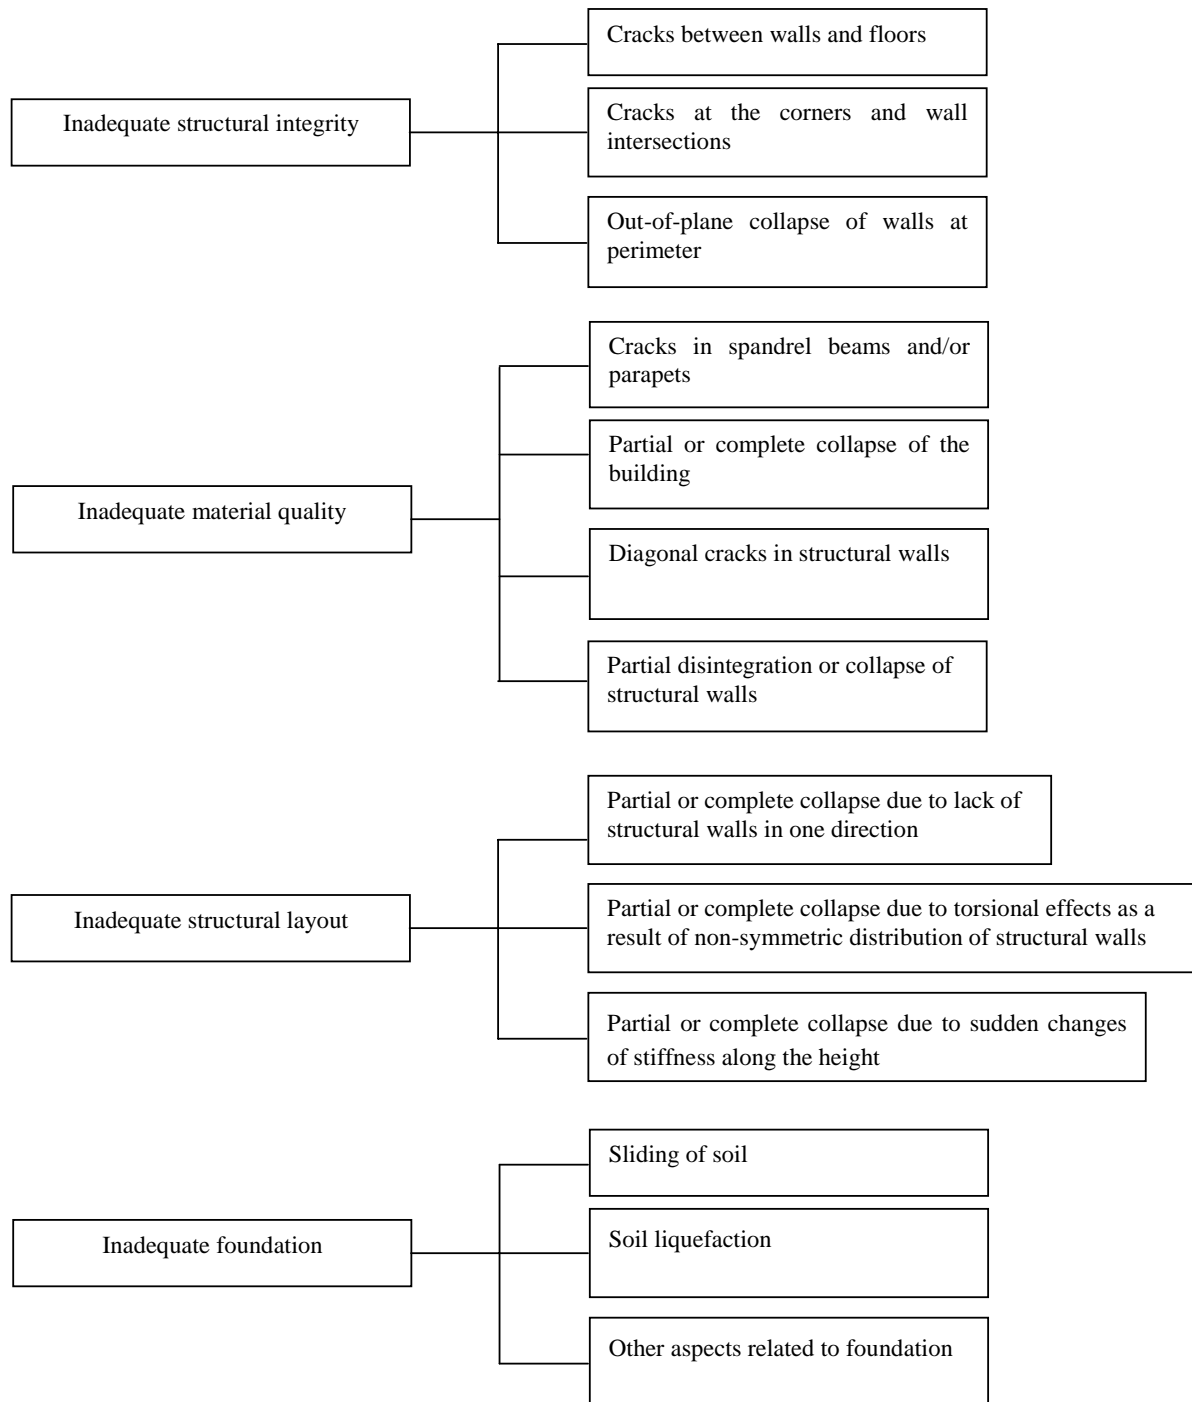 Cracks between walls and floors
Inadequate structural integrity
Cracks at the corners and wall
intersections
Out-of-plane collapse of walls at
perimeter
Cracks in spandrel beams and/or
parapets
Partial or complete collapse of the
building
Inadequate material quality
Diagonal cracks in structural walls
Partial disintegration or collapse of
structural walls
Partial or complete collapse due to lack of
structural walls in one direction
Inadequate structural layout
Partial or complete collapse due to torsional effects as a
result of non-symmetric distribution of structural walls
Partial or complete collapse due to sudden changes
of stiffness along the height
Sliding of soil
Inadequate foundation
Soil liquefaction
Other aspects related to foundation